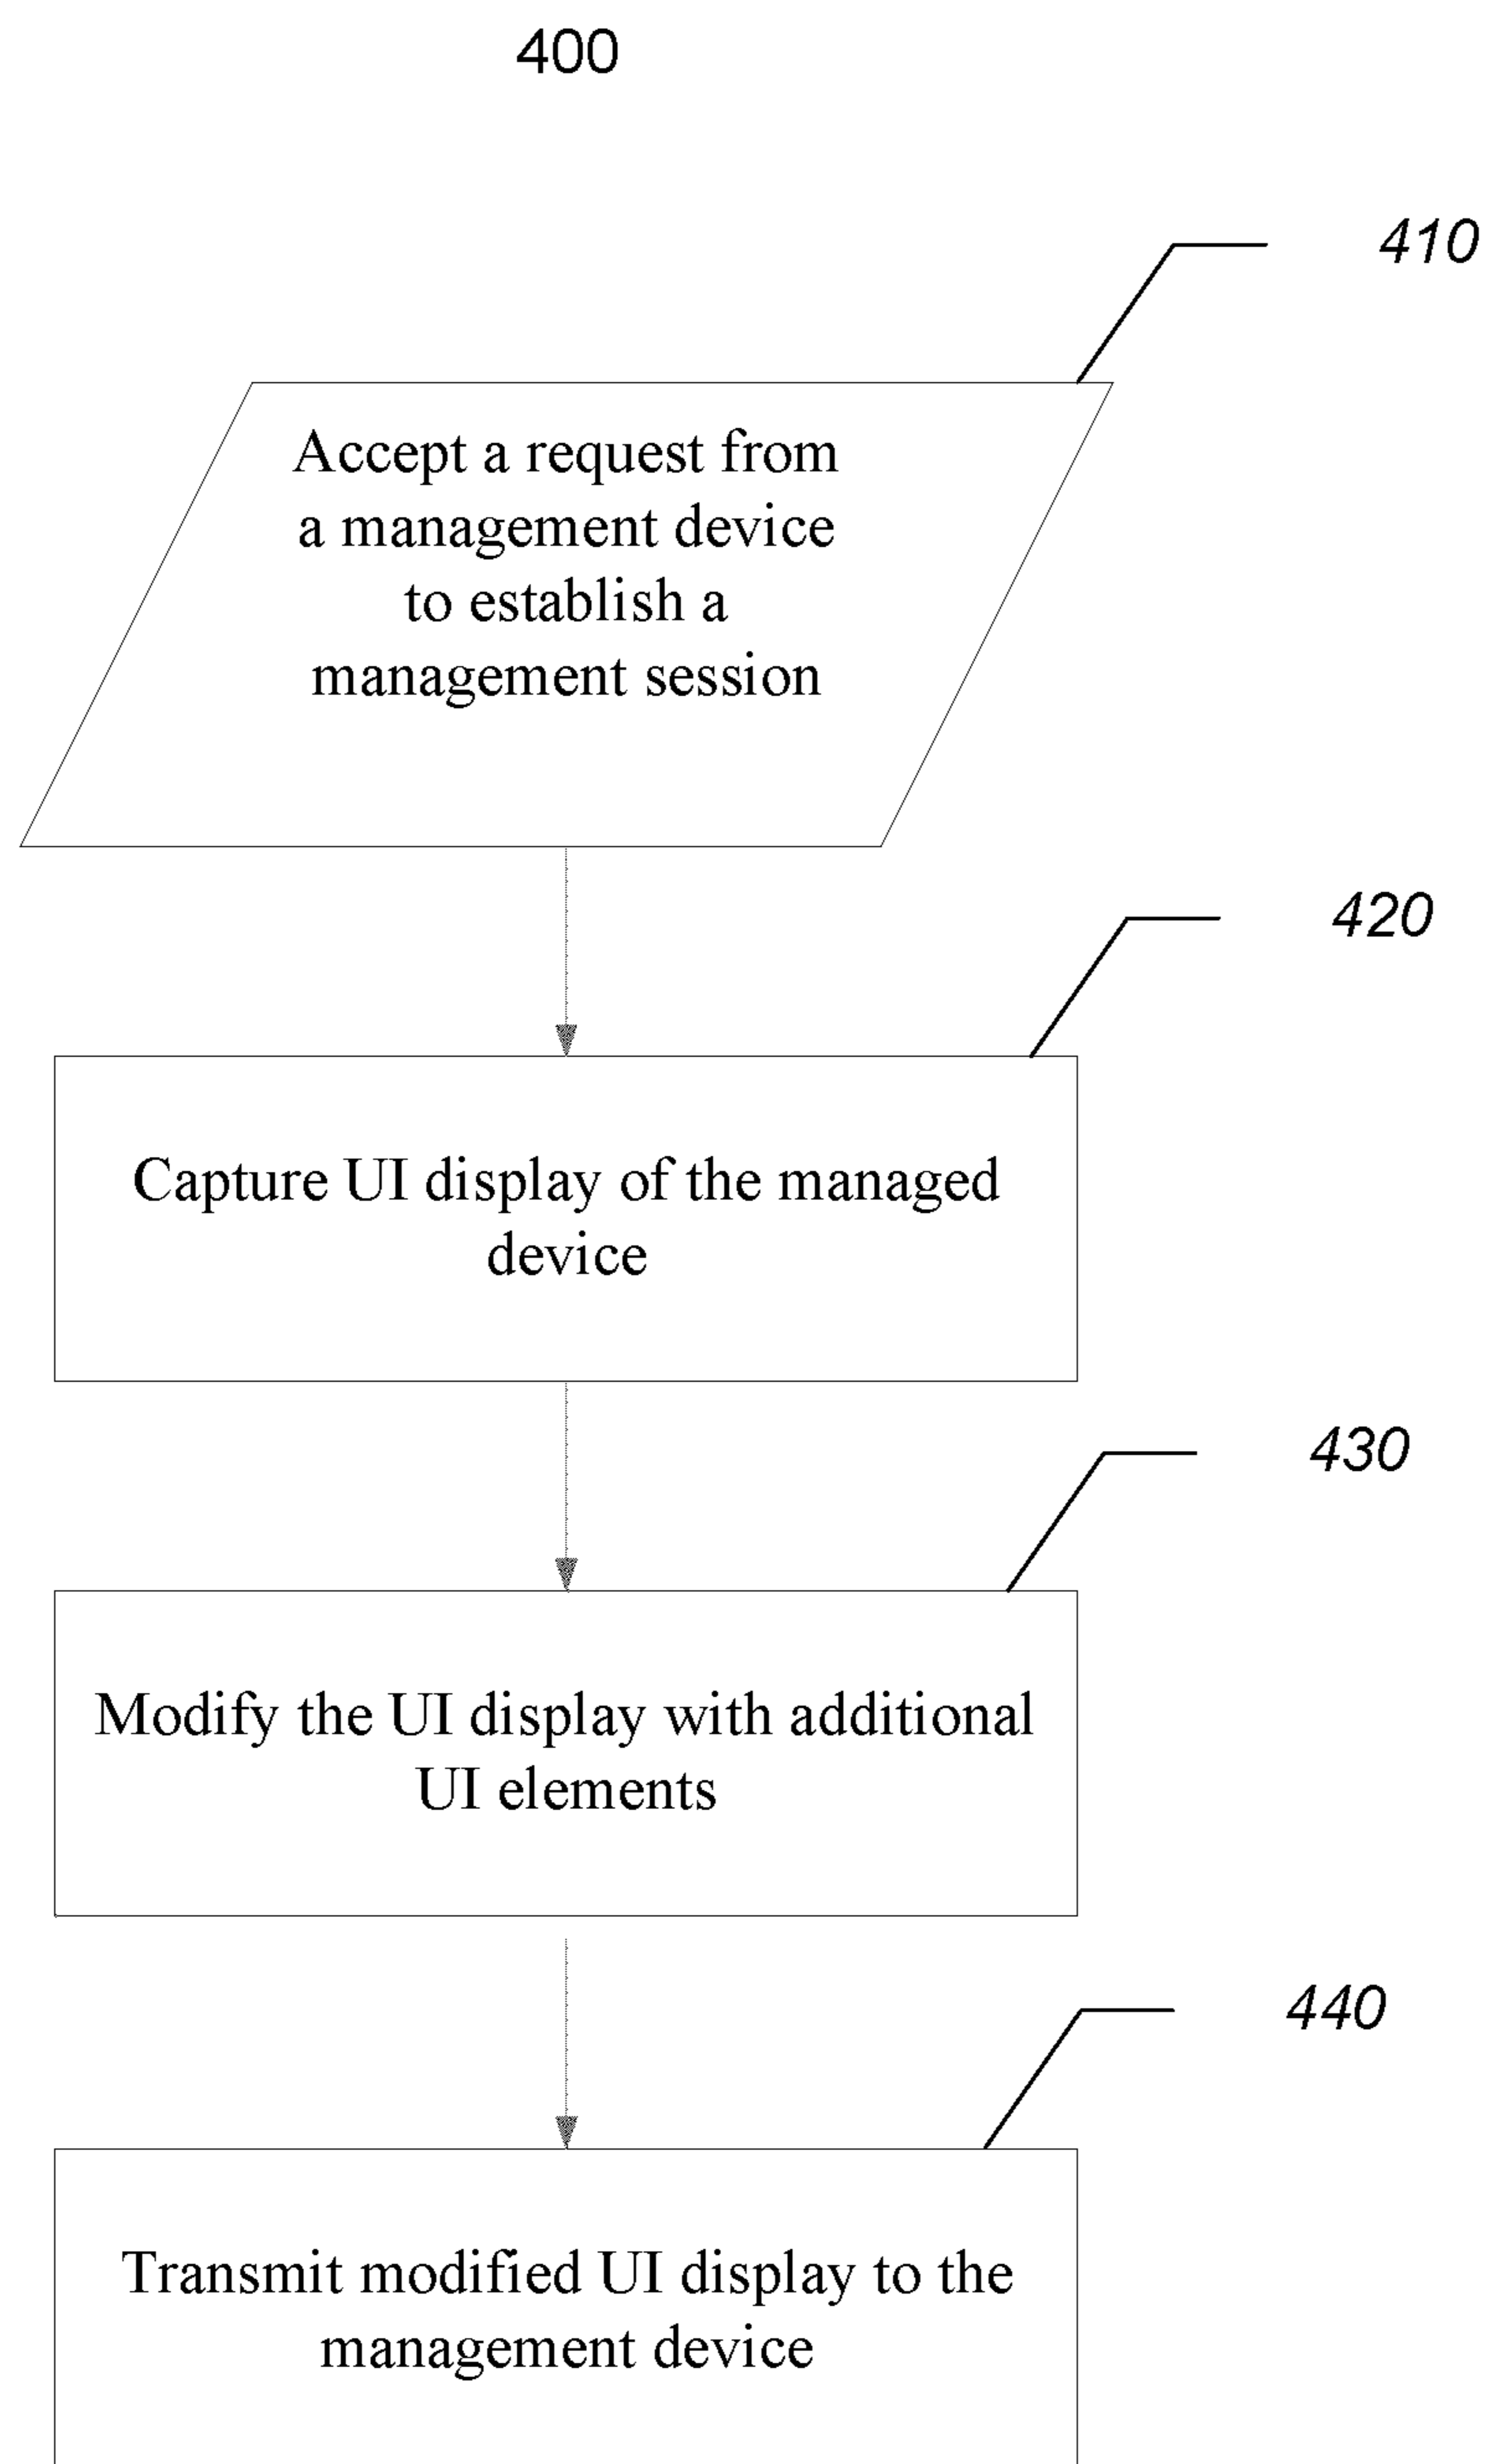 400
410
Accept a request from
a management device
to establish a
management session
420
Capture UI display of the managed
device
430
Modify the UI display with additional
UI elements
440
Transmit modified UI display to the
management device